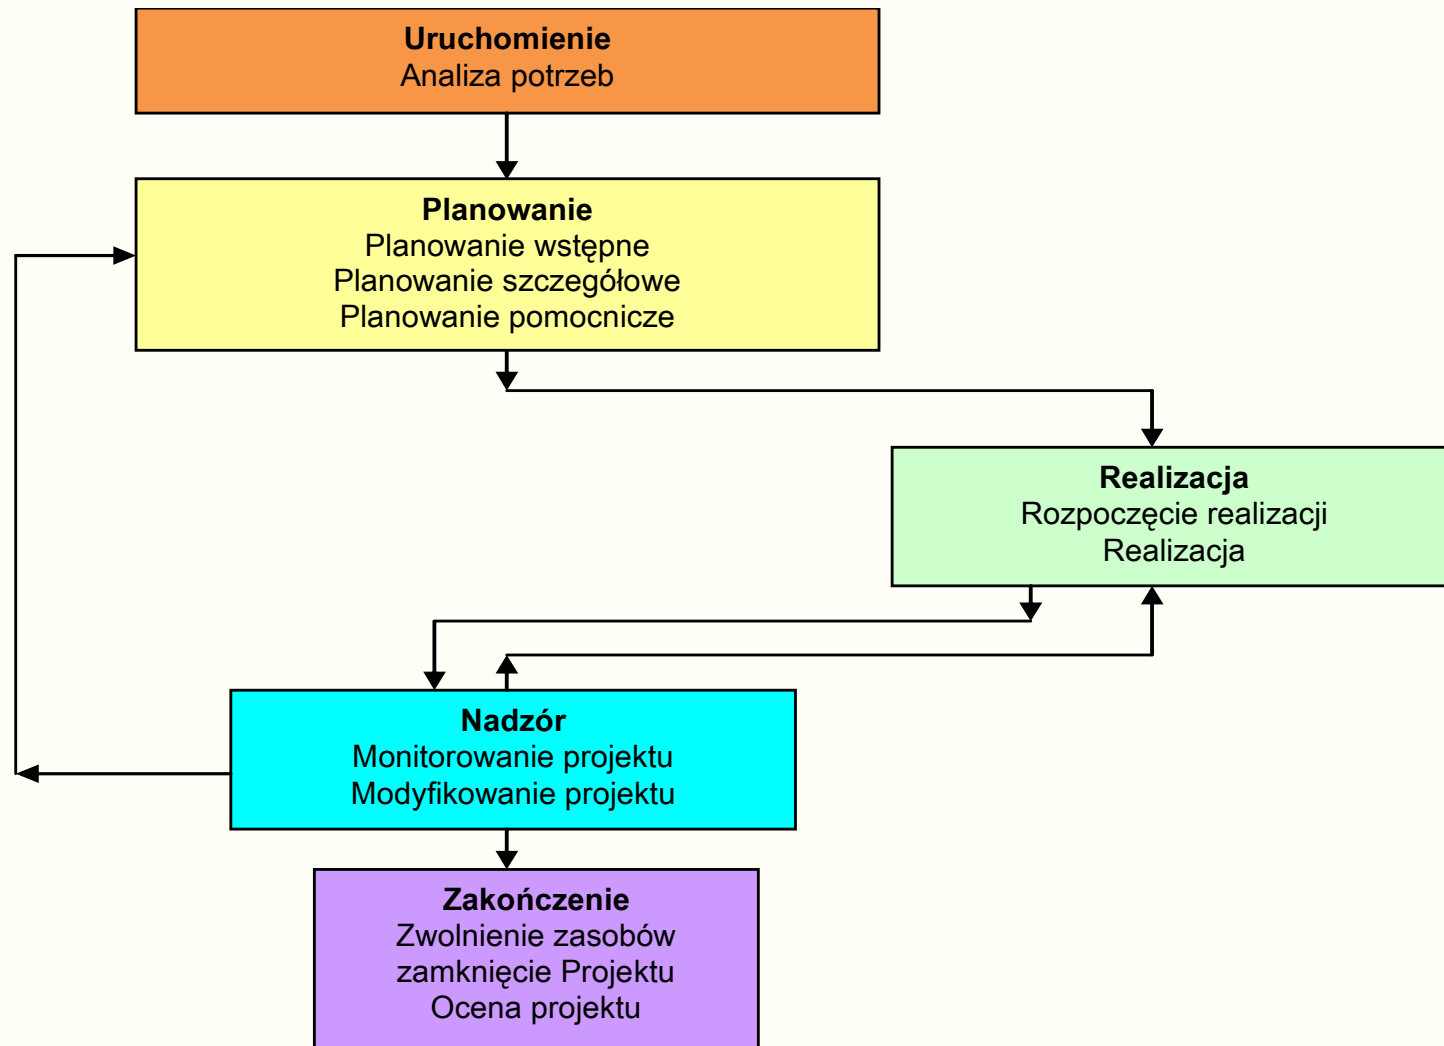 Uruchomienie
Analiza potrzeb
Planowanie
Planowanie wstępne
Planowanie szczegółowe
Planowanie pomocnicze
Realizacja
Rozpoczęcie realizacji
Realizacja
Nadzór
Monitorowanie projektu
Modyfikowanie projektu
Zakończenie
Zwolnienie zasobów
zamknięcie Projektu
Ocena projektu